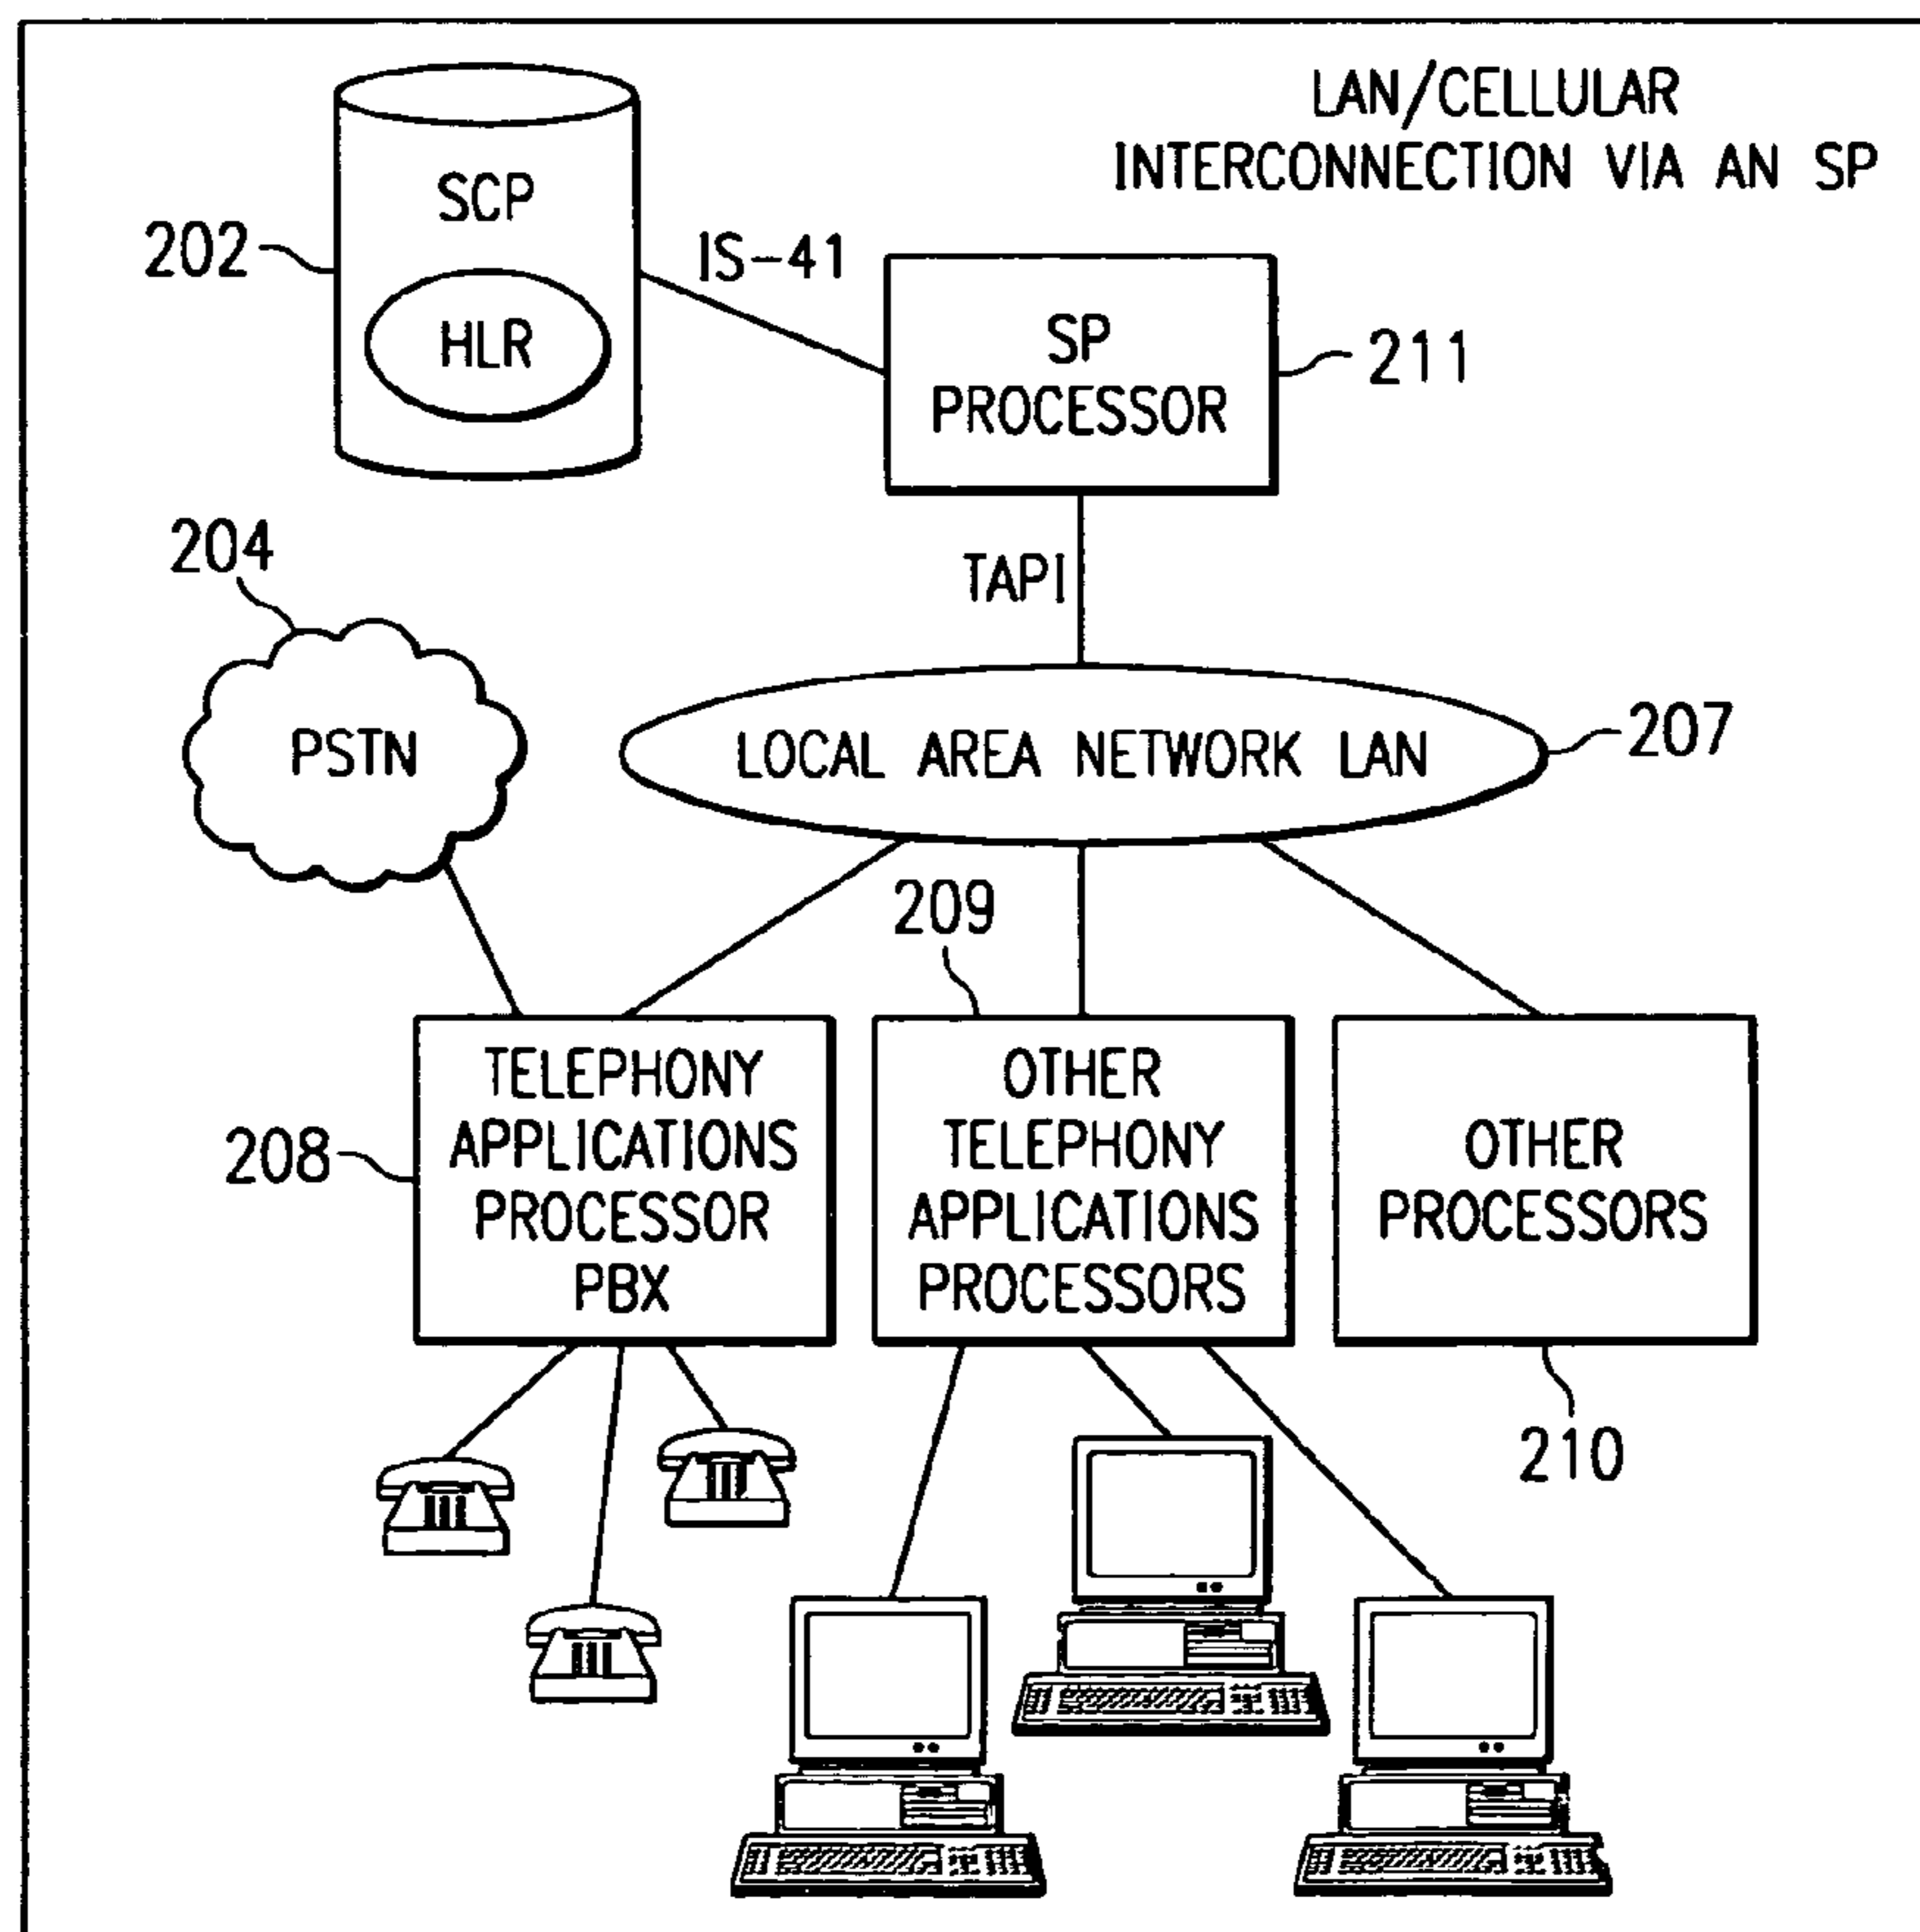 LAN/CELLULAR
INTERCONNECTION VIA AN SP
SCP
202
IS-41
HLR
SP
PROCESSOR
211
204
TAPI
PSTN
LOCAL AREA NETWORK LAN
207
209
TELEPHONY
APPLICATIONS
PROCESSOR
PBX
208
OTHER
TELEPHONY
APPLICATIONS
PROCESSORS
OTHER
PROCESSORS
210